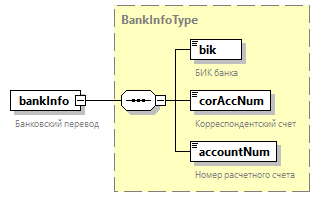 BankInfoType
bik
БИК банка
bankInfo
Банковский перевод
corAccNum
Корреспондентский счет
accountNum
Номер расчетного счета